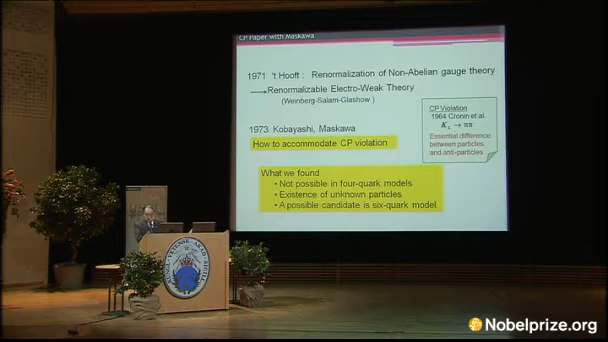 CP Paper with Maskawa
1971 't Hooft : Renormalization of Non-Abelian gauge theory
Renormalizable Electro-Weak Theory
(Weinberg-Salam-Glashow )
CP Violation
1964 Cronin et al.
K_L → ππ
Essential difference
between particles
and anti-particles
1973 Kobayashi, Maskawa
How to accommodate CP violation
What we found
• Not possible in four-quark models
• Existence of unknown particles
• A possible candidate is six-quark model
Nobelprize.org